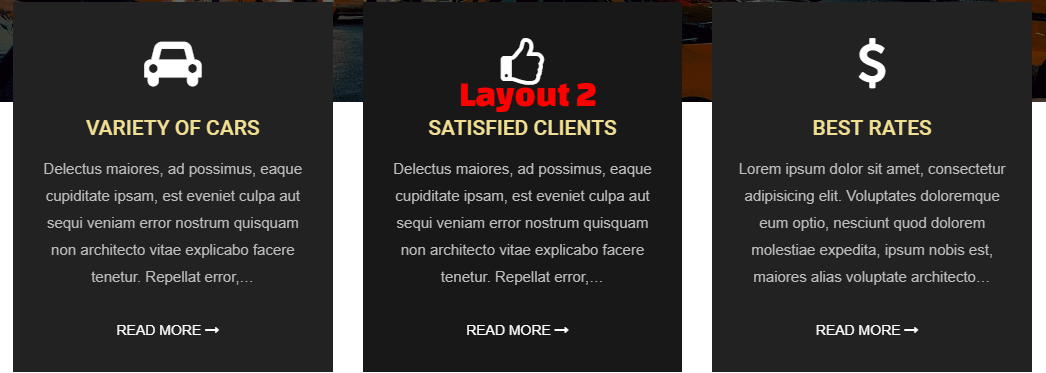 Layout 2
VARIETY OF CARS
Delectus maiores, ad possimus, eaque
cupiditate ipsam, est eveniet culpa aut
sequi veniam error nostrum quisquam
non architecto vitae explicabo facere
tenetur. Repellat error,...
READ MORE →
SATISFIED CLIENTS
Delectus maiores, ad possimus, eaque
cupiditate ipsam, est eveniet culpa aut
sequi veniam error nostrum quisquam
non architecto vitae explicabo facere
tenetur. Repellat error,...
READ MORE →
$
BEST RATES
Lorem ipsum dolor sit amet, consectetur
adipisicing elit. Voluptates doloremque
eum optio, nesciunt quod dolorem
molestiae expedita, ipsum nobis est,
maiores alias voluptate architecto...
READ MORE →